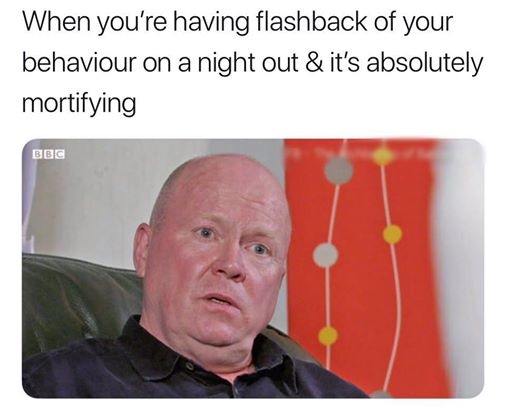 When you're having flashback of your
behaviour on a night out & it's absolutely
mortifying
BBC